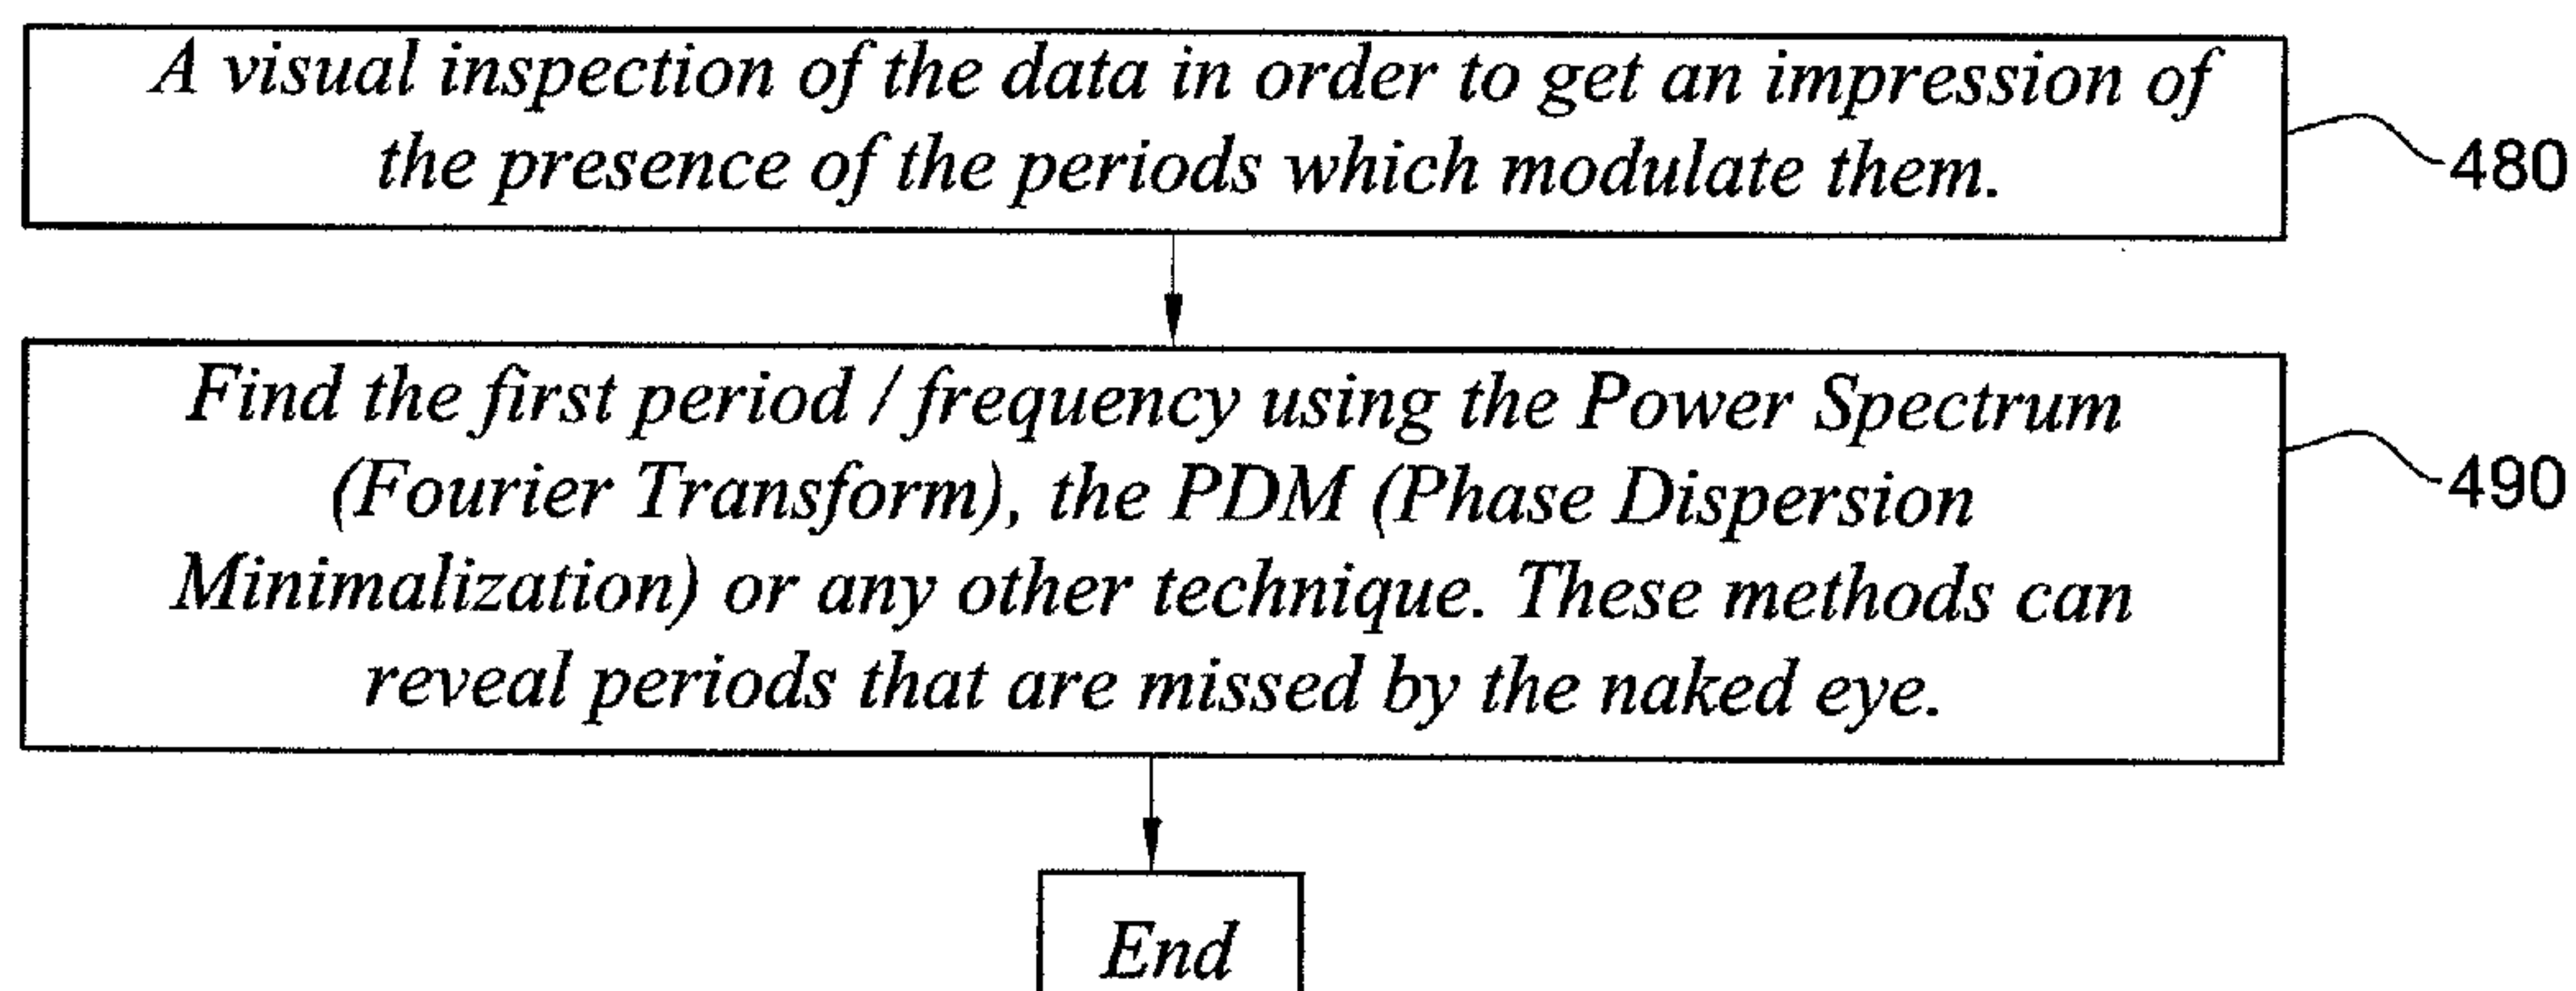 A visual inspection of the data in order to get an impression of
the presence of the periods which modulate them.
480
Find the first period / frequency using the Power Spectrum
(Fourier Transform), the PDM (Phase Dispersion
Minimalization) or any other technique. These methods can
reveal periods that are missed by the naked eye.
490
End